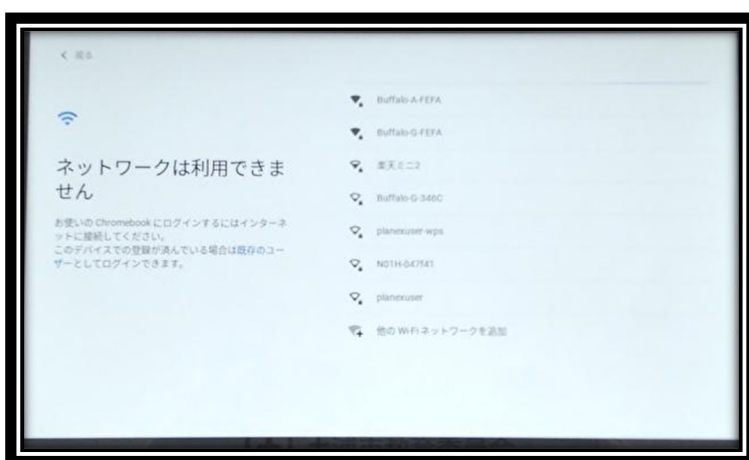 戻る
ネットワークは利用できま
せん
お使いの Chromebook にログインするにはインターネ
ットに接続してください。
このデバイスでの登録が済んでいる場合は既存のユー
ザーとしてログインできます。
Buffalo-A-FEFA
Buffalo-G-FEFA
楽天ミニ2
Buffalo-G-346C
planexuser-wps
N01H-047f41
planexuser
他の Wi-Fi ネットワークを追加